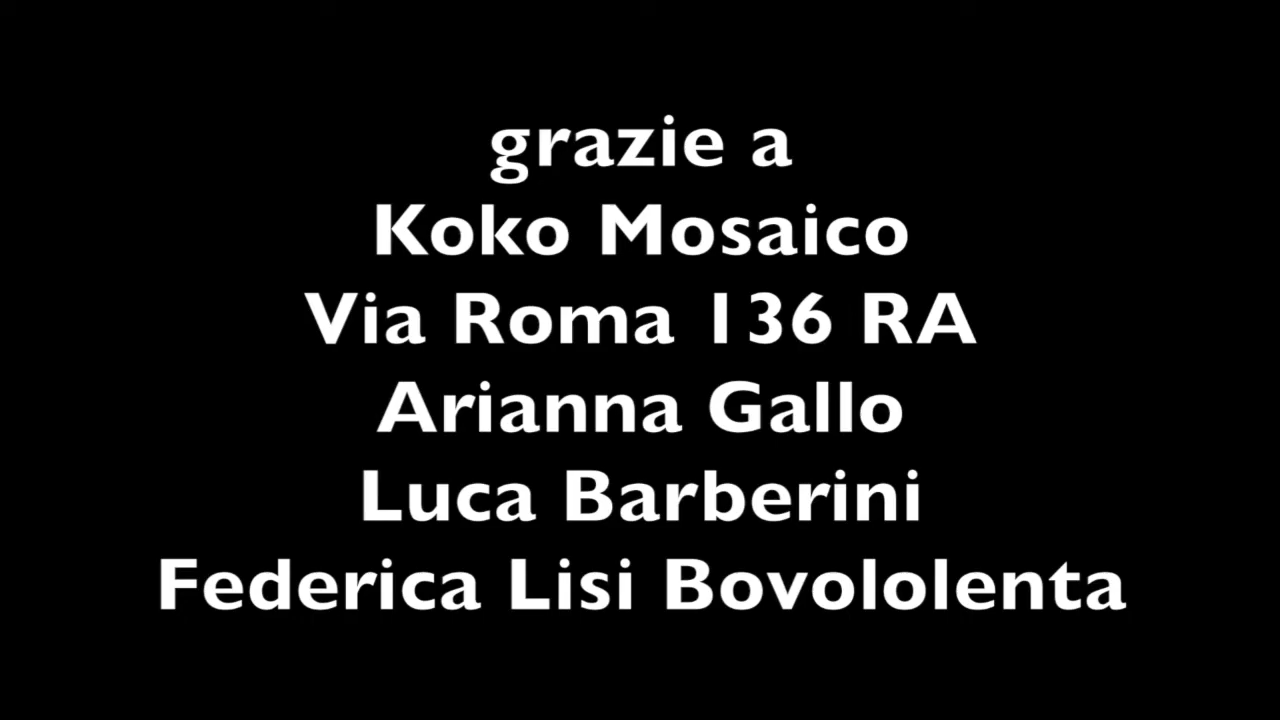 grazie a
Koko Mosaico
Via Roma 136 RA
Arianna Gallo
Luca Barberini
Federica Lisi Bovololenta